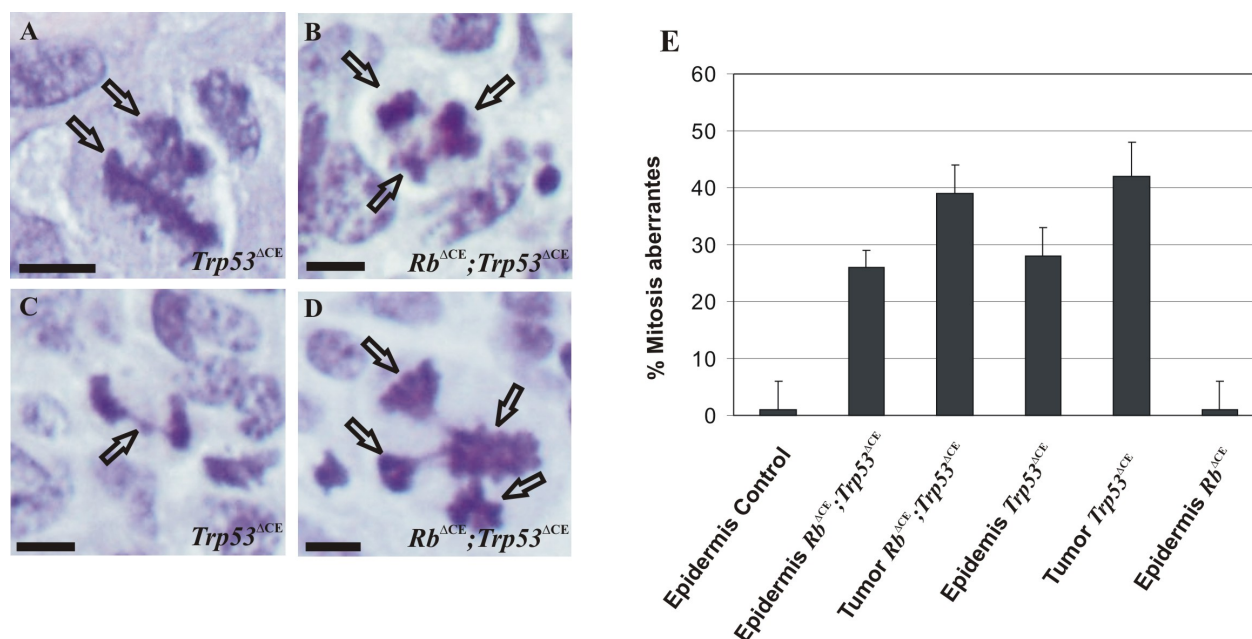 A
Trp53ΔCE
B
RbΔCE;Trp53ΔCE
C
Trp53ΔCE
D
RbΔCE;Trp53ΔCE
E
% Mitosis aberrantes
60
50
40
30
20
10
0
Epidermis Control
Epidermis RbΔCE;Trp53ΔCE
Tumor RbΔCE;Trp53ΔCE
Epidemis Trp53ΔCE
Tumor Trp53ΔCE
Epidermis RbΔCE